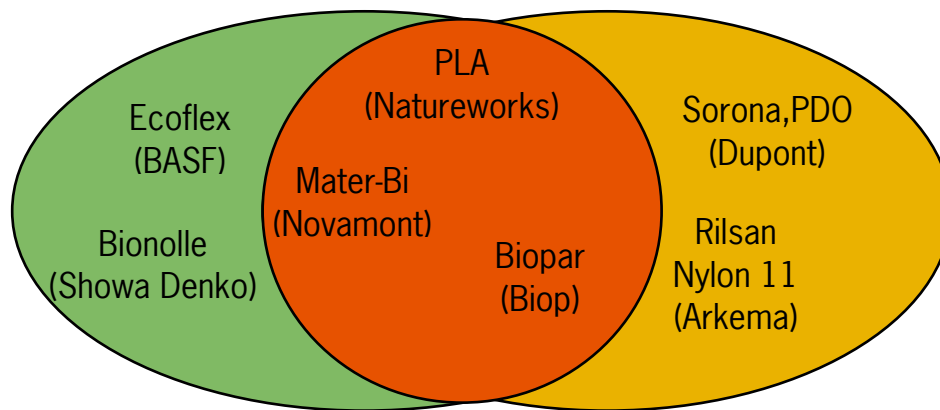 Ecoflex
(BASF)
Bionolle
(Showa Denko)
PLA
(Natureworks)
Mater-Bi
(Novamont)
Biopar
(Biop)
Sorona,PDO
(Dupont)
Rilsan
Nylon 11
(Arkema)